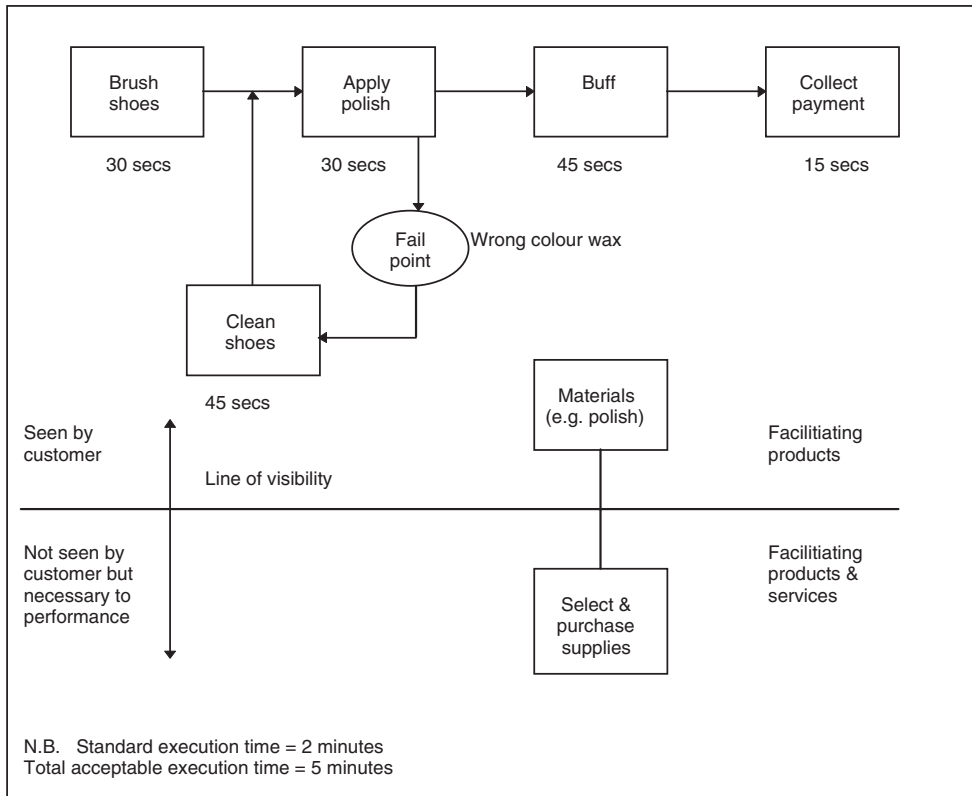 Brush
shoes
Apply
polish
Buff
Collect
payment
30 secs
30 secs
45 secs
15 secs
Fail
point
Wrong colour wax
Clean
shoes
45 secs
Materials
(e.g. polish)
Seen by
customer
Facilitiating
products
Line of visibility
Not seen by
customer but
necessary to
performance
Facilitiating
products &
services
Select &
purchase
supplies
N.B. Standard execution time = 2 minutes
Total acceptable execution time = 5 minutes